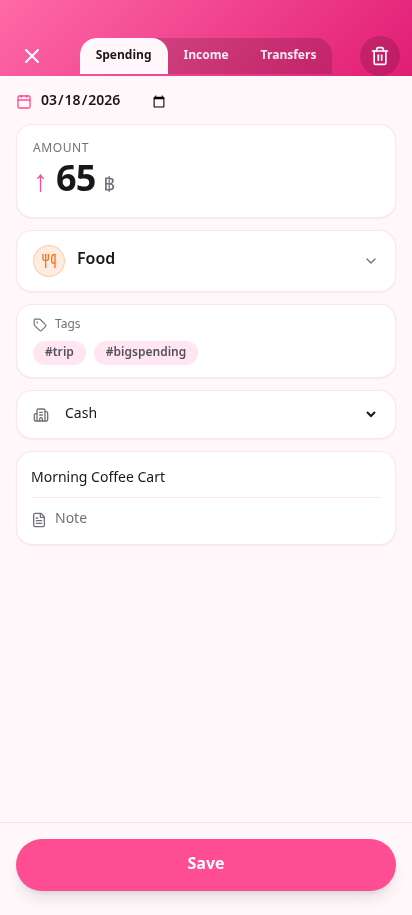 Spending Income Transfers
03/18/2026
AMOUNT
↑ 65 ฿
Food
Tags
#trip #bigspending
Cash
Morning Coffee Cart
Note
Save